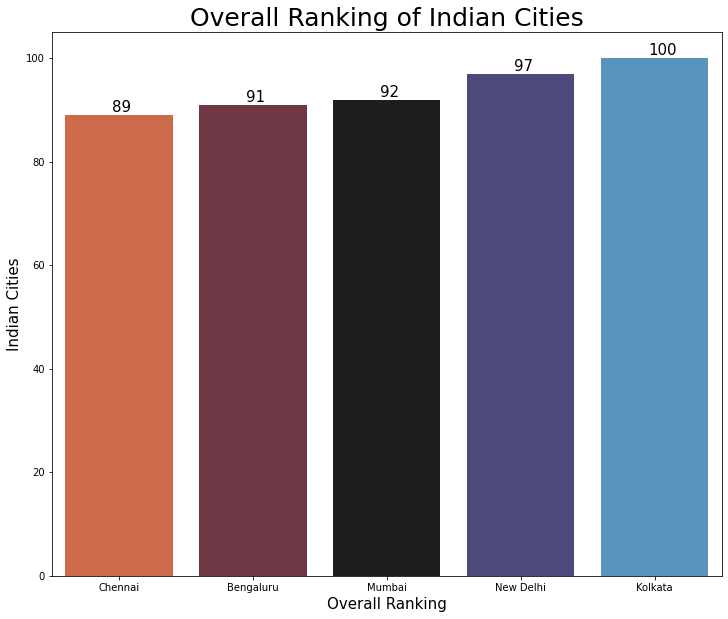 Overall Ranking of Indian Cities
Indian Cities
100
80
60
40
20
0
89
91
92
97
100
Chennai
Bengaluru
Mumbai
New Delhi
Kolkata
Overall Ranking